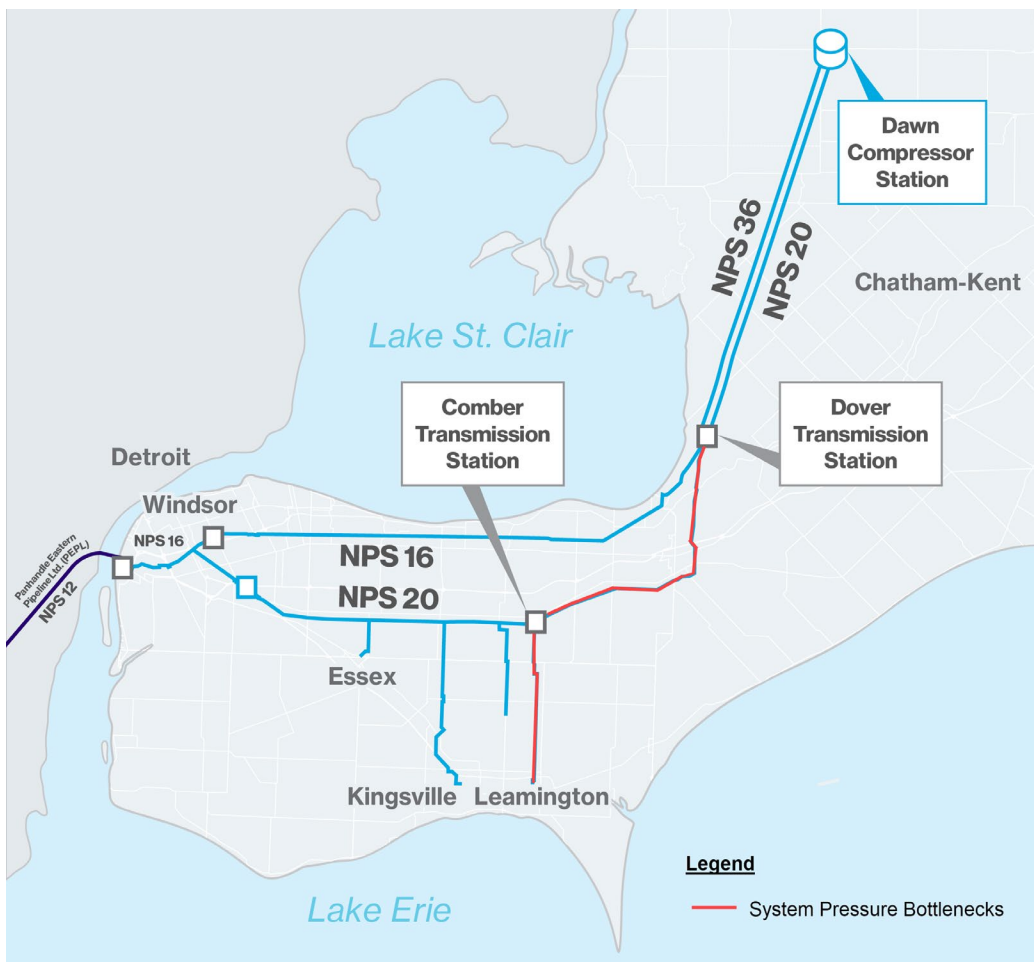 Dawn
Compressor
Station
NPS 36
NPS 20
Chatham-Kent
Lake St. Clair
Comber
Transmission
Station
Dover
Transmission
Station
Detroit
Windsor
NPS 16
Panhandle Eastern
Pipeline Ltd. (PEPL)
NPS 12
NPS 16
NPS 20
Essex
Kingsville
Leamington
Legend
System Pressure Bottlenecks
Lake Erie